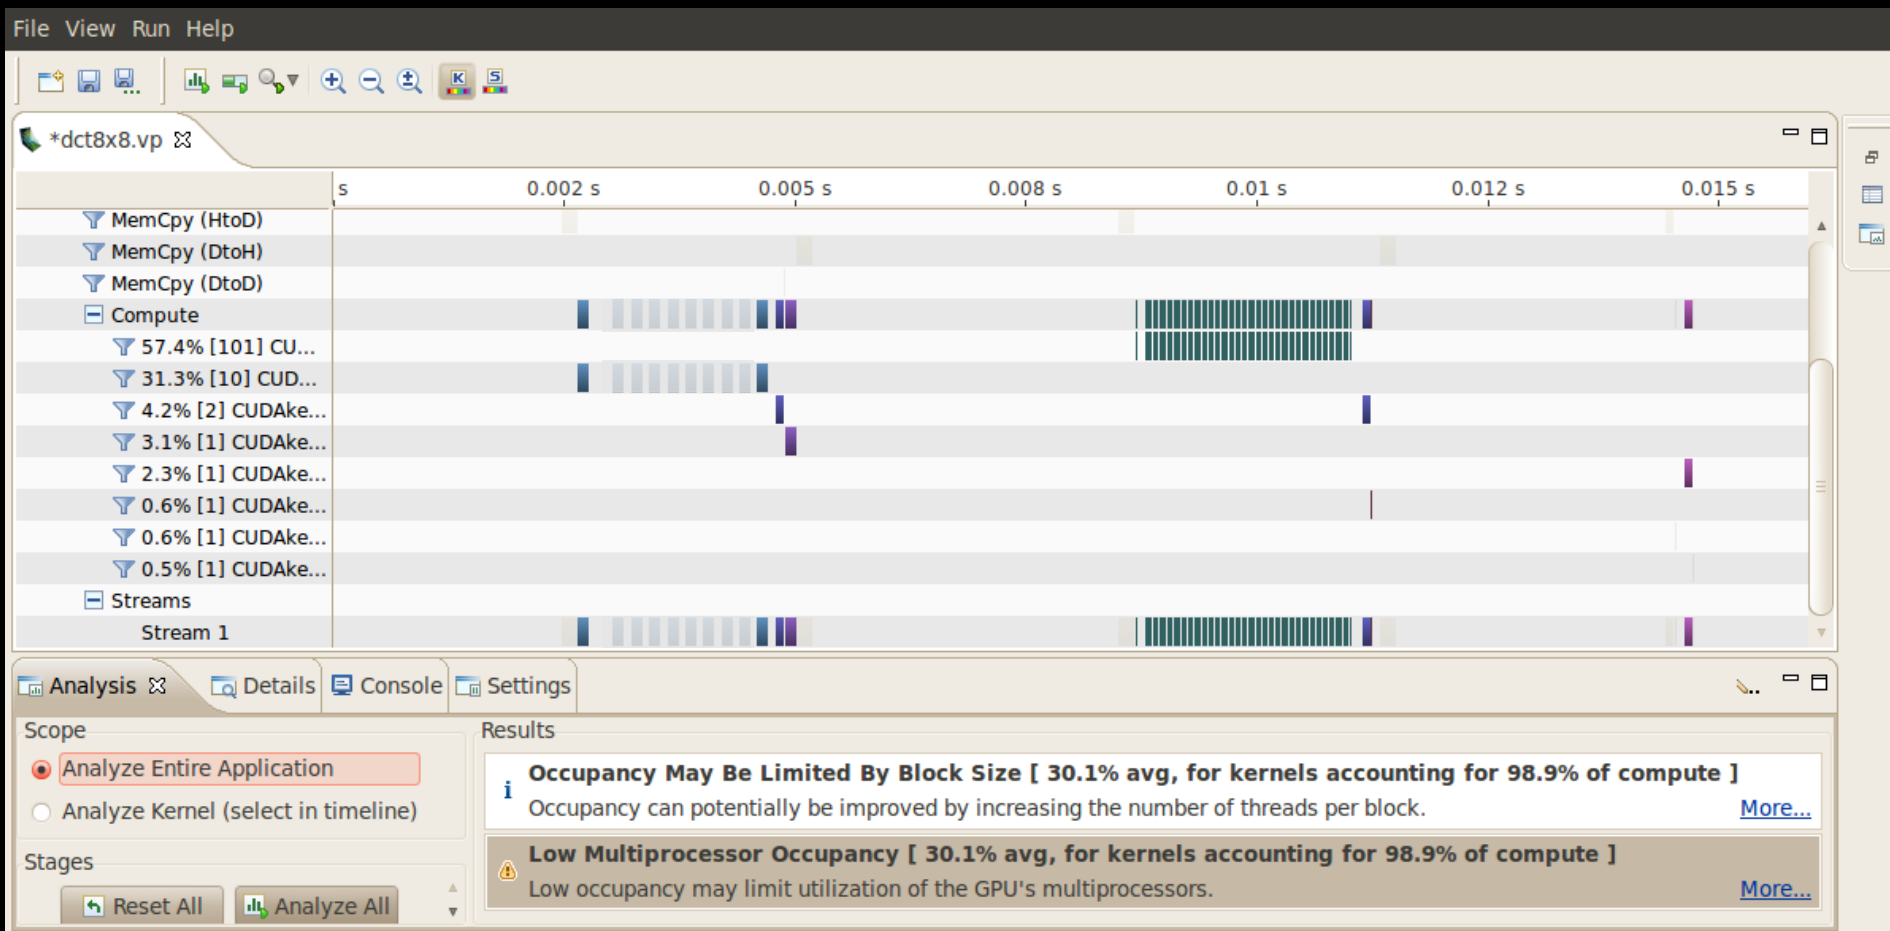 File View Run Help
*dct8x8.vp
s 0.002 s 0.005 s 0.008 s 0.01 s 0.012 s 0.015 s
MemCpy (HtoD)
MemCpy (DtoH)
MemCpy (DtoD)
Compute
57.4% [101] CU...
31.3% [10] CUD...
4.2% [2] CUDAke...
3.1% [1] CUDAke...
2.3% [1] CUDAke...
0.6% [1] CUDAke...
0.6% [1] CUDAke...
0.5% [1] CUDAke...
Streams
Stream 1
Analysis Details Console Settings
Scope
Analyze Entire Application
Analyze Kernel (select in timeline)
Stages
Reset All Analyze All
Results
Occupancy May Be Limited By Block Size [ 30.1% avg, for kernels accounting for 98.9% of compute ]
Occupancy can potentially be improved by increasing the number of threads per block. More...
Low Multiprocessor Occupancy [ 30.1% avg, for kernels accounting for 98.9% of compute ]
Low occupancy may limit utilization of the GPU's multiprocessors. More...